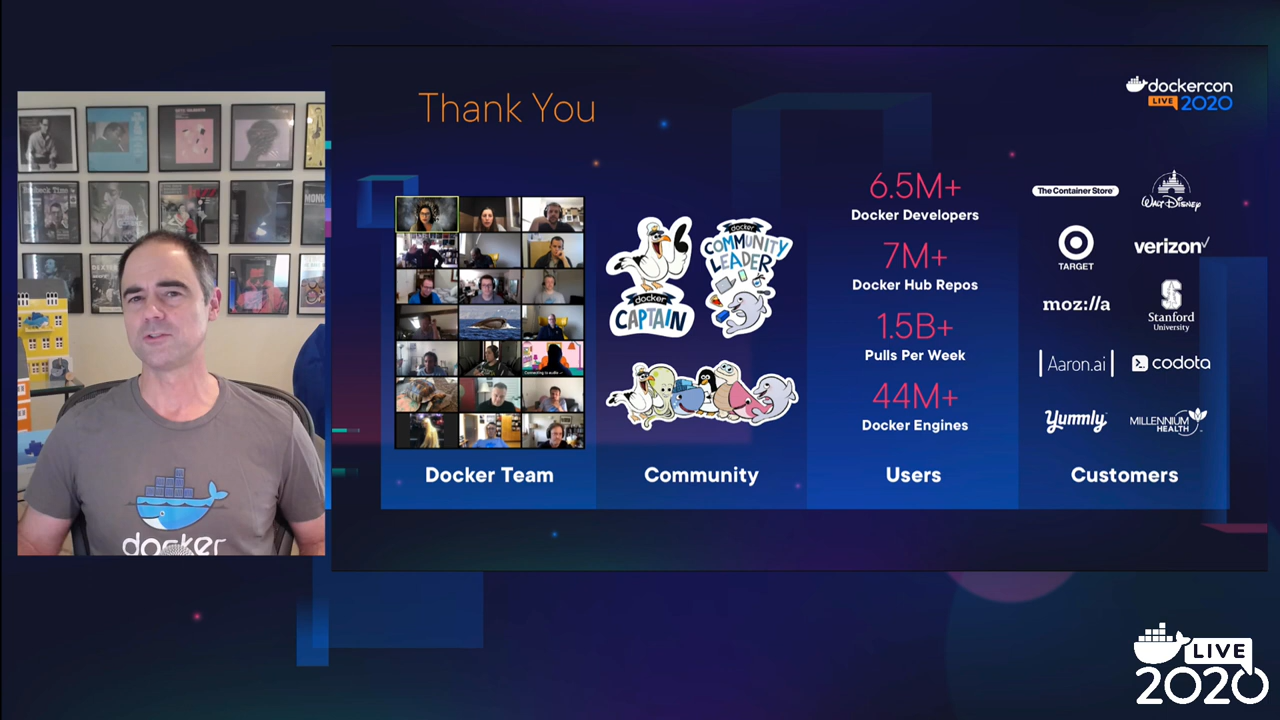 Thank You
dockercon
LIVE 2020
docker
CAPTAIN
docker
COMMUNITY
LEADER
6.5M+
Docker Developers
7M+
Docker Hub Repos
1.5B+
Pulls Per Week
44M+
Docker Engines
The Container Store
WALT DISNEY
TARGET
verizon✓
moz://a
Stanford
University
Aaron.ai
codota
Yummly
MILLENNIUM
HEALTH
Docker Team
Community
Users
Customers
docker
LIVE
2020